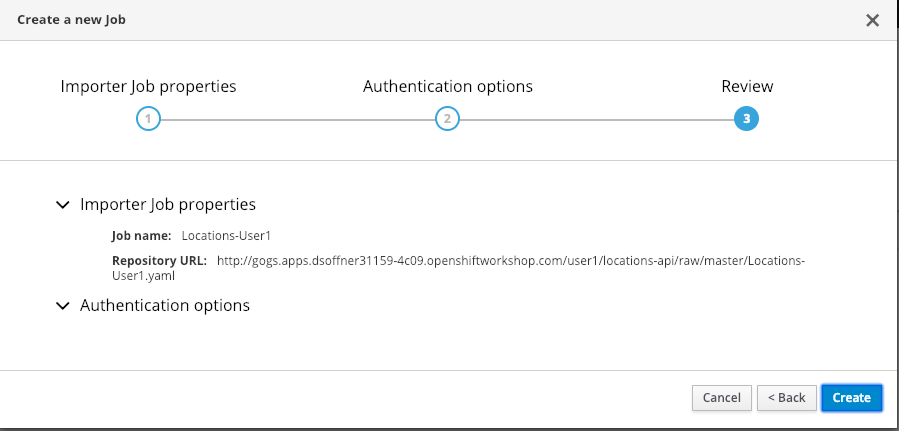 Create a new Job
Importer Job properties
Authentication options
Review
1
2
3
Importer Job properties
Job name: Locations-User1
Repository URL: http://gogs.apps.dsoffner31159-4c09.openshiftworkshop.com/user1/locations-api/raw/master/Locations-
User1.yaml
Authentication options
Cancel
< Back
Create